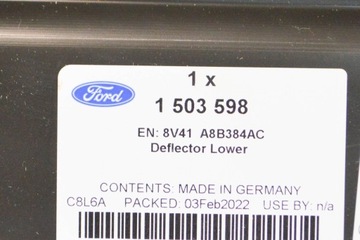 1 x
Ford
1 503 598
EN: 8V41 A8B384AC
Deflector Lower
CONTENTS: MADE IN GERMANY
C8L6A PACKED: 03Feb2022 USE BY: n/a